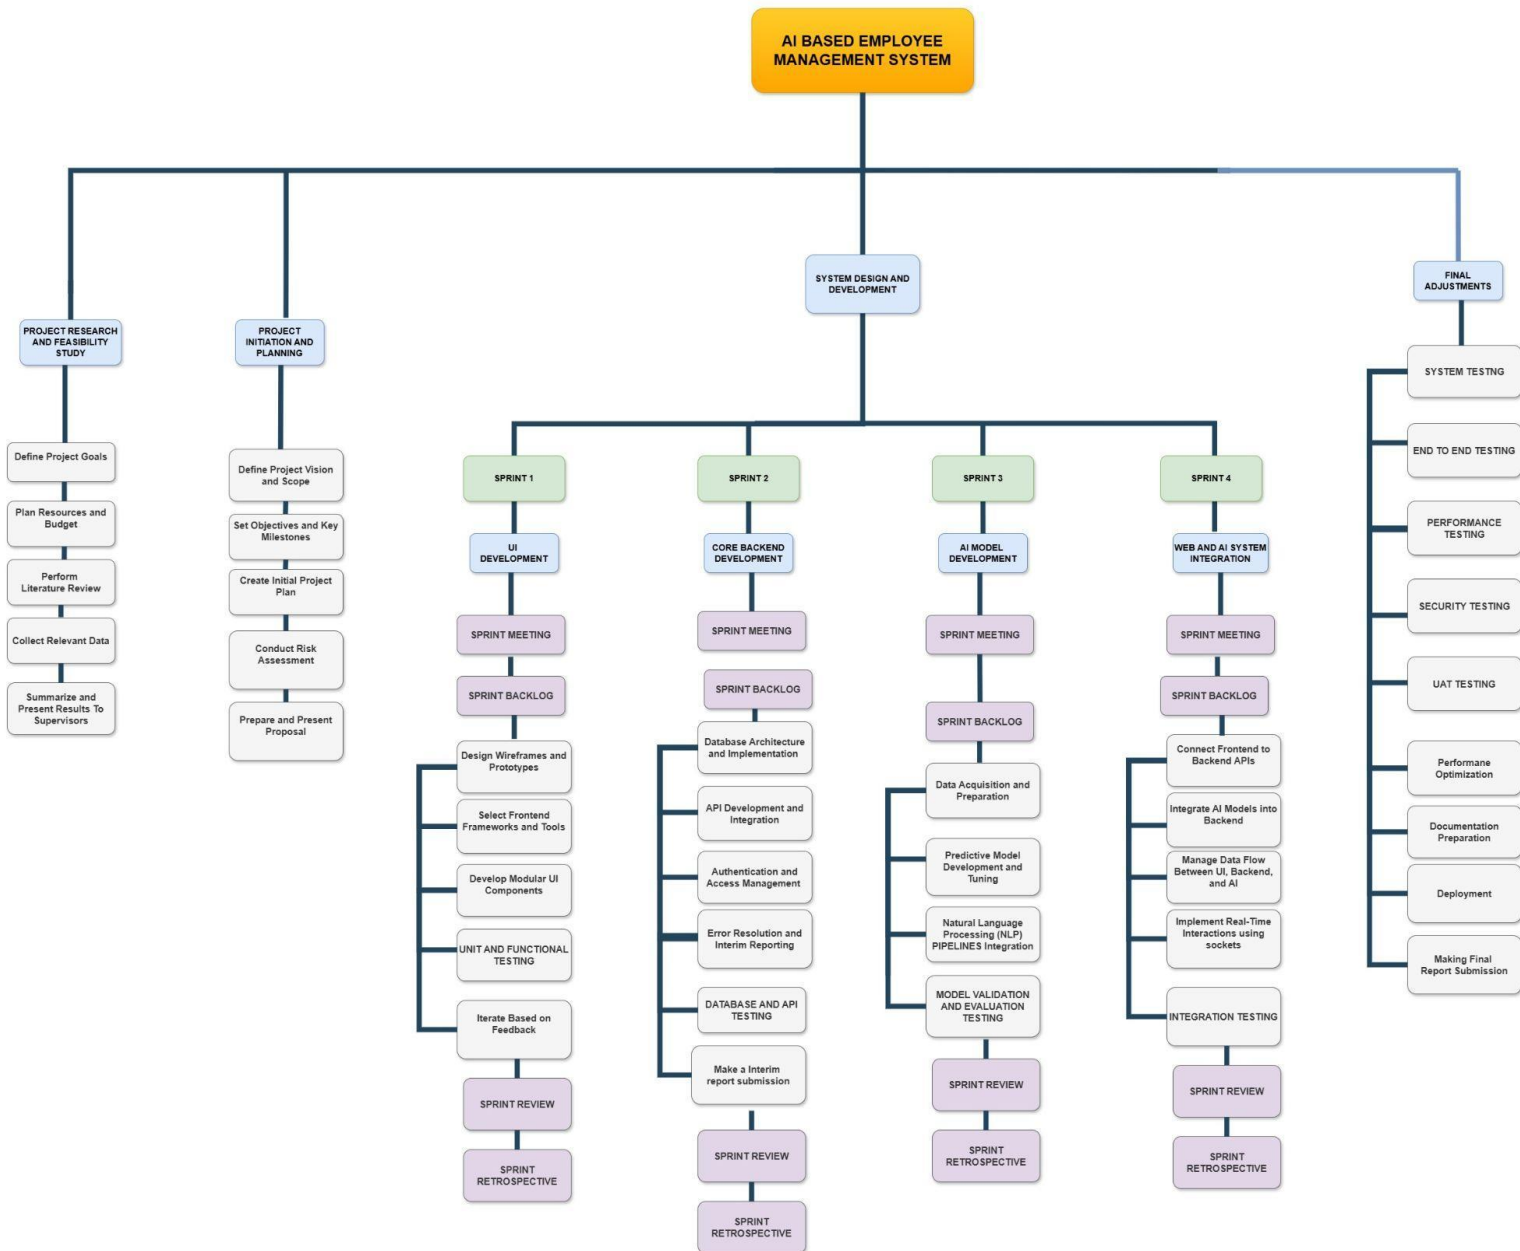 AI BASED EMPLOYEE
MANAGEMENT SYSTEM
PROJECT RESEARCH
AND FEASIBILITY
STUDY
Define Project Goals
Plan Resources and
Budget
Perform
Literature Review
Collect Relevant Data
Summarize and
Present Results To
Supervisors
PROJECT
INITIATION AND
PLANNING
Define Project Vision
and Scope
Set Objectives and Key
Milestones
Create Initial Project
Plan
Conduct Risk
Assessment
Prepare and Present
Proposal
SYSTEM DESIGN AND
DEVELOPMENT
SPRINT 1
UI
DEVELOPMENT
SPRINT MEETING
SPRINT BACKLOG
Design Wireframes and
Prototypes
Select Frontend
Frameworks and Tools
Develop Modular UI
Components
UNIT AND FUNCTIONAL
TESTING
Iterate Based on
Feedback
SPRINT REVIEW
SPRINT
RETROSPECTIVE
SPRINT 2
CORE BACKEND
DEVELOPMENT
SPRINT MEETING
SPRINT BACKLOG
Database Architecture
and Implementation
API Development and
Integration
Authentication and
Access Management
Error Resolution and
Interim Reporting
DATABASE AND API
TESTING
Make a Interim
report submission
SPRINT REVIEW
SPRINT
RETROSPECTIVE
SPRINT 3
AI MODEL
DEVELOPMENT
SPRINT MEETING
SPRINT BACKLOG
Data Acquisition and
Preparation
Predictive Model
Development and
Tuning
Natural Language
Processing (NLP)
PIPELINES Integration
MODEL VALIDATION
AND EVALUATION
TESTING
SPRINT REVIEW
SPRINT
RETROSPECTIVE
SPRINT 4
WEB AND AI SYSTEM
INTEGRATION
SPRINT MEETING
SPRINT BACKLOG
Connect Frontend to
Backend APIs
Integrate AI Models into
Backend
Manage Data Flow
Between UI, Backend,
and AI
Implement Real-Time
Interactions using
sockets
INTEGRATION TESTING
SPRINT REVIEW
SPRINT
RETROSPECTIVE
FINAL
ADJUSTMENTS
SYSTEM TESTNG
END TO END TESTING
PERFORMANCE
TESTING
SECURITY TESTING
UAT TESTING
Performane
Optimization
Documentation
Preparation
Deployment
Making Final
Report Submission